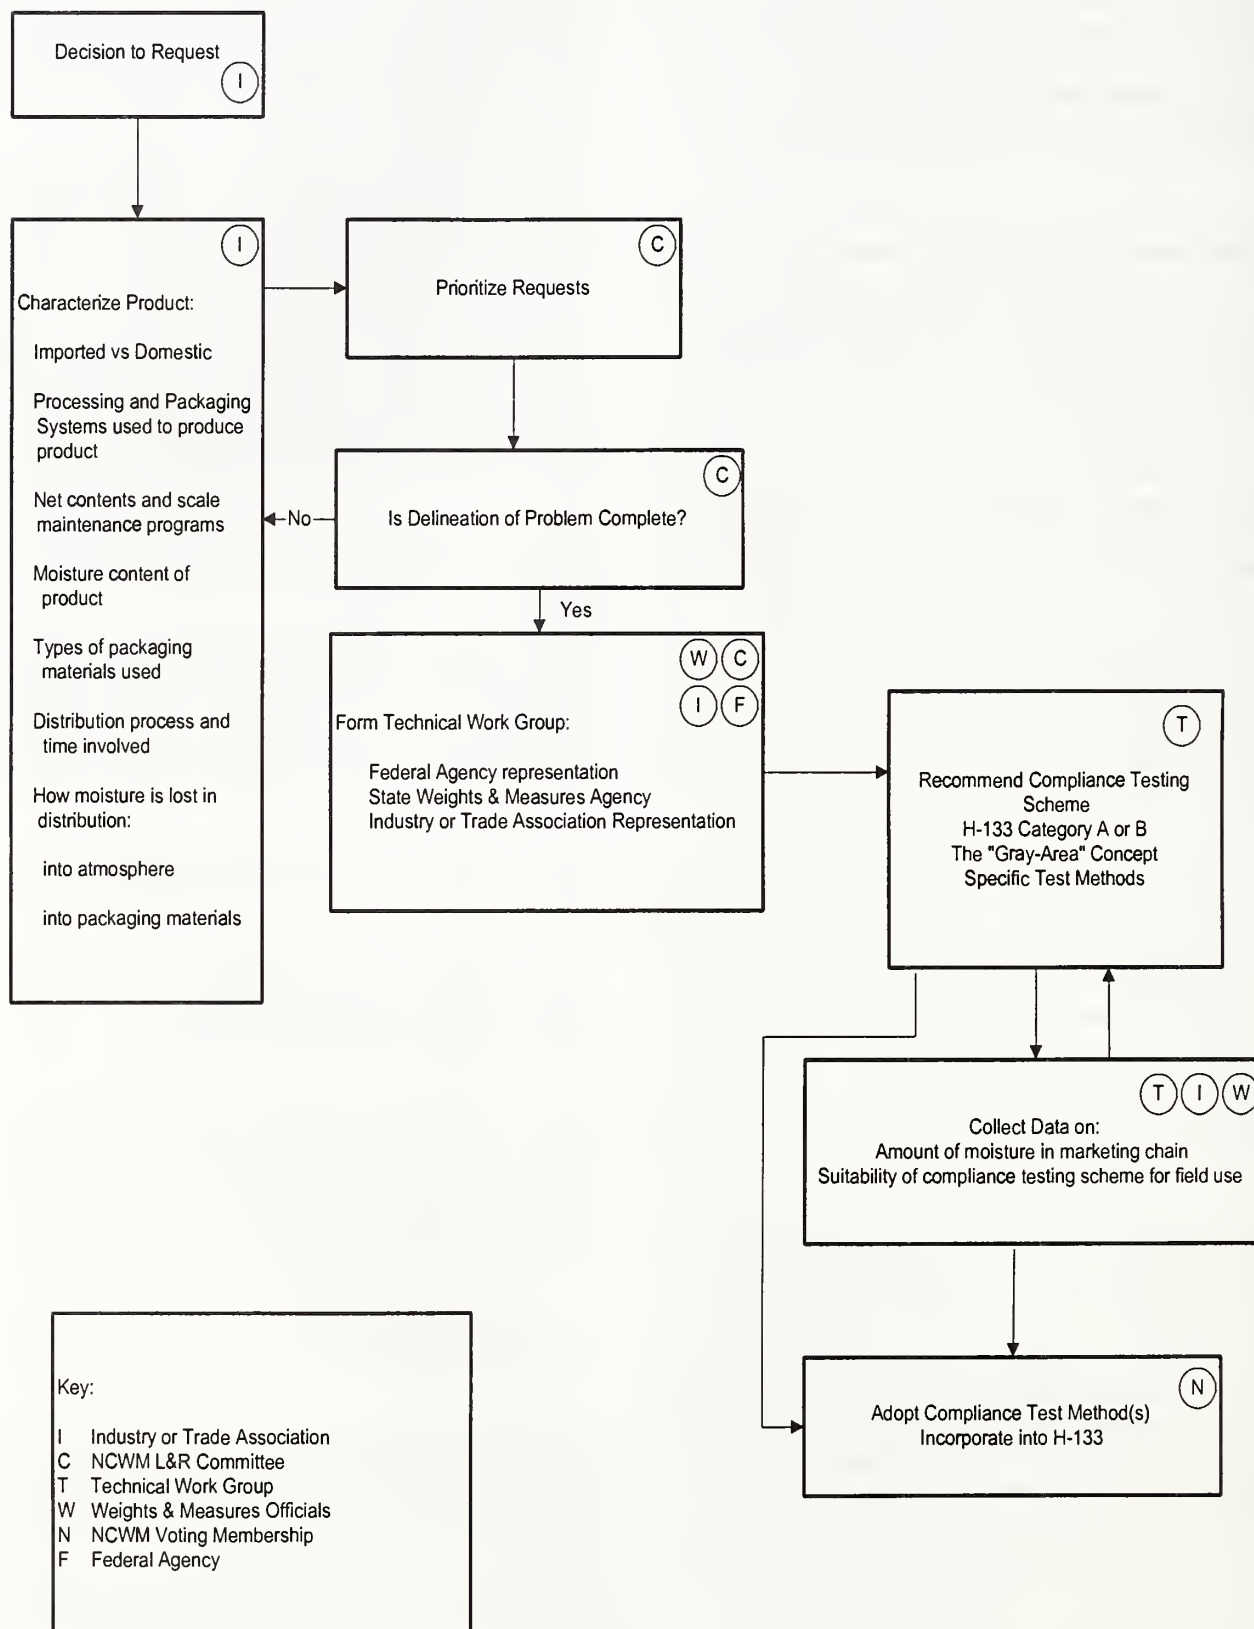 Decision to Request
I
I
Characterize Product:
Imported vs Domestic
Processing and Packaging
Systems used to produce
product
Net contents and scale
maintenance programs
Moisture content of
product
Types of packaging
materials used
Distribution process and
time involved
How moisture is lost in
distribution:
into atmosphere
into packaging materials
C
Prioritize Requests
C
Is Delineation of Problem Complete?
No
Yes
W C
I F
Form Technical Work Group:
Federal Agency representation
State Weights & Measures Agency
Industry or Trade Association Representation
T
Recommend Compliance Testing
Scheme
H-133 Category A or B
The "Gray-Area" Concept
Specific Test Methods
T I W
Collect Data on:
Amount of moisture in marketing chain
Suitability of compliance testing scheme for field use
N
Adopt Compliance Test Method(s)
Incorporate into H-133
Key:
I Industry or Trade Association
C NCWM L&R Committee
T Technical Work Group
W Weights & Measures Officials
N NCWM Voting Membership
F Federal Agency